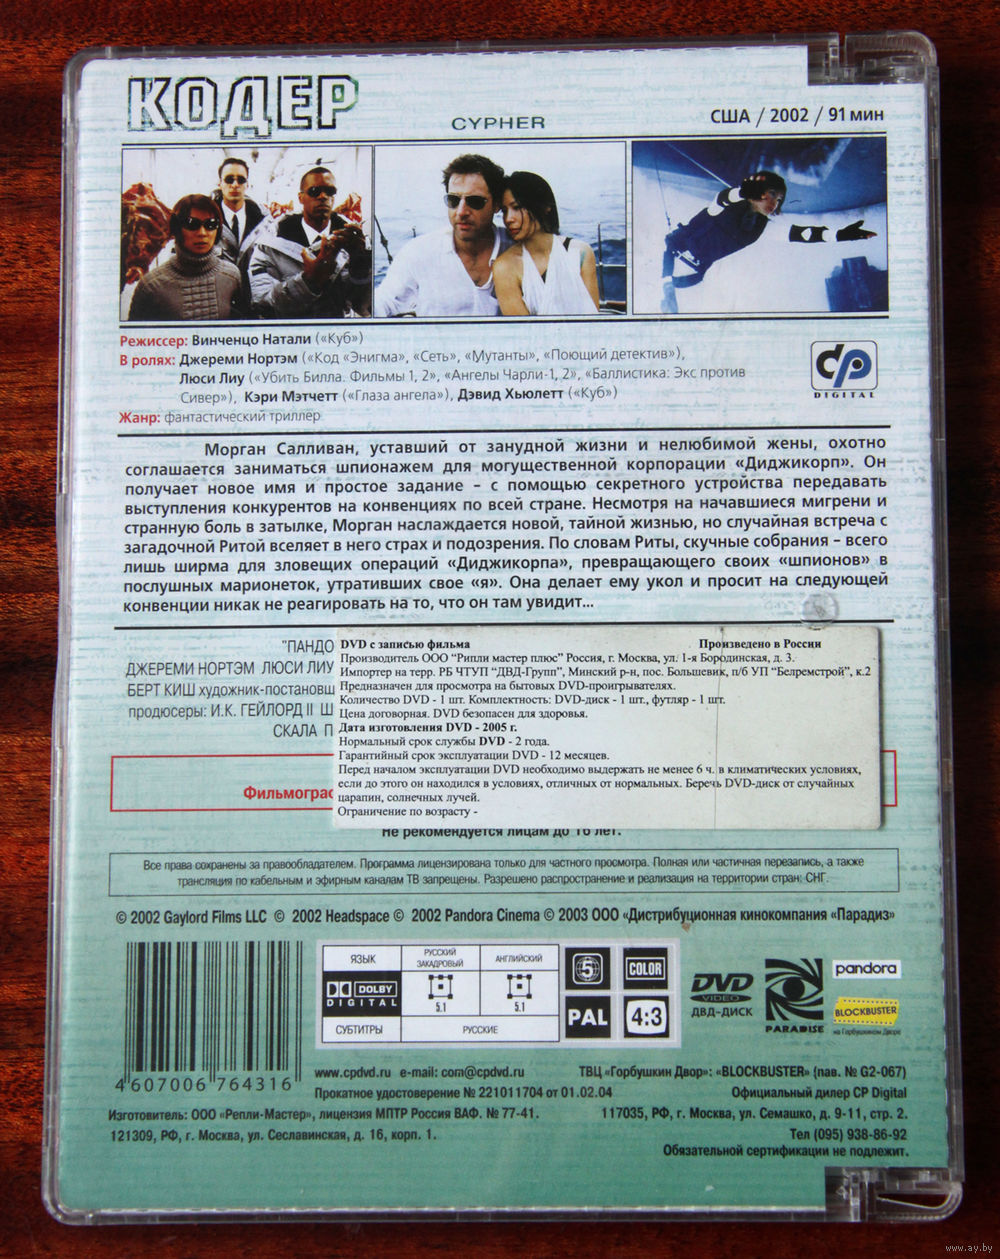 КОДЕР
CYPHER
США / 2002 / 91 мин
Режиссер: Винченцо Натали («Куб»)
В ролях: Джереми Нортэм («Код «Энигма», «Сеть», «Мутанты», «Поющий детектив»),
Люси Лиу («Убить Билла. Фильмы 1, 2», «Ангелы Чарли-1, 2», «Баллистика: Экс против
Сивер»), Кэри Мэтчетт («Глаза ангела»), Дэвид Хьюлетт («Куб»)
Жанр: фантастический триллер
DIGITAL
Морган Салливан, уставший от занудной жизни и нелюбимой жены, охотно
соглашается заниматься шпионажем для могущественной корпорации «Диджикорп». Он
получает новое имя и простое задание – с помощью секретного устройства передавать
выступления конкурентов на конвенциях по всей стране. Несмотря на начавшиеся мигрени и
странную боль в затылке, Морган наслаждается новой, тайной жизнью, но случайная встреча с
загадочной Ритой вселяет в него страх и подозрения. По словам Риты, скучные собрания – всего
лишь ширма для зловещих операций «Диджикорпа», превращающего своих «шпионов» в
послушных марионеток, утративших свое «я». Она делает ему укол и просит на следующей
конвенции никак не реагировать на то, что он там увидит...
"ПАНДО
ДЖЕРЕМИ НОРТЭМ ЛЮСИ ЛИУ
БЕРТ КИШ художник-постановщ
продюсеры: И.К. ГЕЙЛОРД II Ш
СКАЛА П
Фильмограс
DVD с записью фильма Произведено в России
Производитель ООО “Рипли мастер плюс” Россия, г. Москва, ул. 1-я Бородинская, д. 3.
Импортер на терр. РБ ЧТУП “ДВД-Групп”, Минский р-н, пос. Большевик, п/б УП “Белремстрой”, к.2
Предназначен для просмотра на бытовых DVD-проигрывателях.
Количество DVD - 1 шт. Комплектность: DVD-диск - 1 шт., футляр - 1 шт.
Цена договорная. DVD безопасен для здоровья.
Дата изготовления DVD - 2005 г.
Нормальный срок службы DVD - 2 года.
Гарантийный срок эксплуатации DVD - 12 месяцев.
Перед началом эксплуатации DVD необходимо выдержать не менее 6 ч. в климатических условиях,
если до этого он находился в условиях, отличных от нормальных. Беречь DVD-диск от случайных
царапин, солнечных лучей.
Ограничение по возрасту -
Не рекомендуется лицам до 16 лет.
Все права сохранены за правообладателем. Программа лицензирована только для частного просмотра. Полная или частичная перезапись, а также
трансляция по кабельным и эфирным каналам ТВ запрещены. Разрешено распространение и реализация на территории стран: СНГ.
© 2002 Gaylord Films LLC © 2002 Headspace © 2002 Pandora Cinema © 2003 ООО «Дистрибуционная кинокомпания «Парадиз»
4 607006 764316
ЯЗЫК
РУССКИЙ ЗАКАДРОВЫЙ
АНГЛИЙСКИЙ
DOLBY
DIGITAL
5.1
5.1
СУБТИТРЫ
РУССКИЕ
5
COLOR
PAL
4:3
DVD
VIDEO
ДВД-ДИСК
PARADISE
pandora
BLOCKBUSTER
на Горбушкином Дворе
www.cpdvd.ru e-mail: com@cpdvd.ru
ТВЦ «Горбушкин Двор»: «BLOCKBUSTER» (пав. № G2-067)
Прокатное удостоверение № 221011704 от 01.02.04
Официальный дилер CP Digital
Изготовитель: ООО «Репли-Мастер», лицензия МПТР Россия ВАФ. № 77-41.
117035, РФ, г. Москва, ул. Семашко, д. 9-11, стр. 2.
121309, РФ, г. Москва, ул. Сеславинская, д. 16, корп. 1.
Тел (095) 938-86-92
Обязательной сертификации не подлежит.
www.ay.by